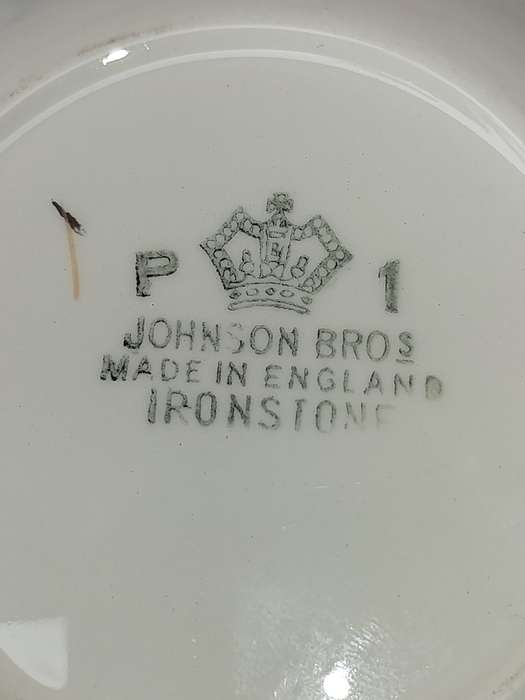 P 1
JOHNSON BROS
MADE IN ENGLAND
IRONSTONE